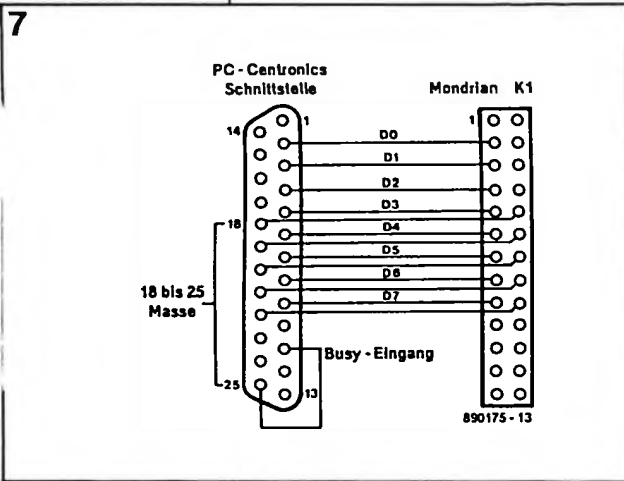 7
PC - Centronics
Schnittstelle
Mondrian K1
1
14
1
D0
D1
D2
D3
18
D4
D5
D6
D7
18 bis 25
Masse
Busy - Eingang
25
13
890175 - 13